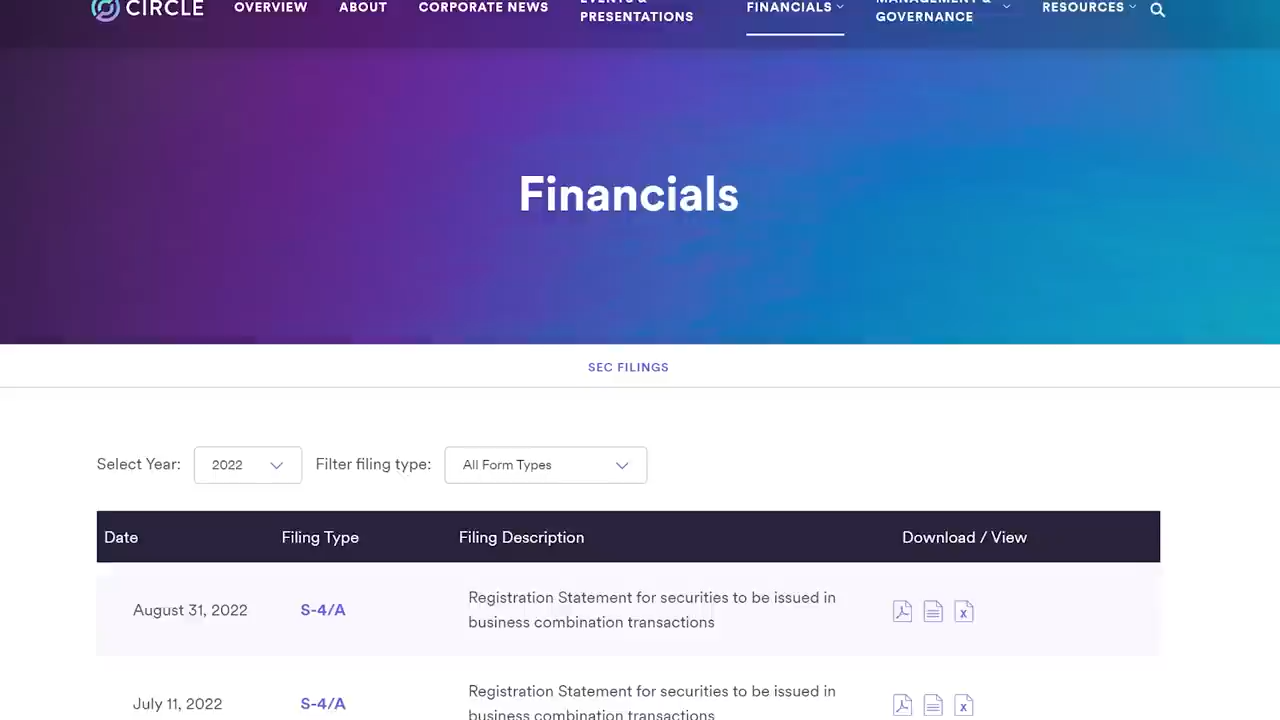 CIRCLE
OVERVIEW
ABOUT
CORPORATE NEWS
EVENTS &
PRESENTATIONS
FINANCIALS
MANAGEMENT &
GOVERNANCE
RESOURCES
Financials
SEC FILINGS
Select Year:
2022
Filter filing type:
All Form Types
Date
Filing Type
Filing Description
Download / View
August 31, 2022
S-4/A
Registration Statement for securities to be issued in
business combination transactions
July 11, 2022
S-4/A
Registration Statement for securities to be issued in
business combination transactions